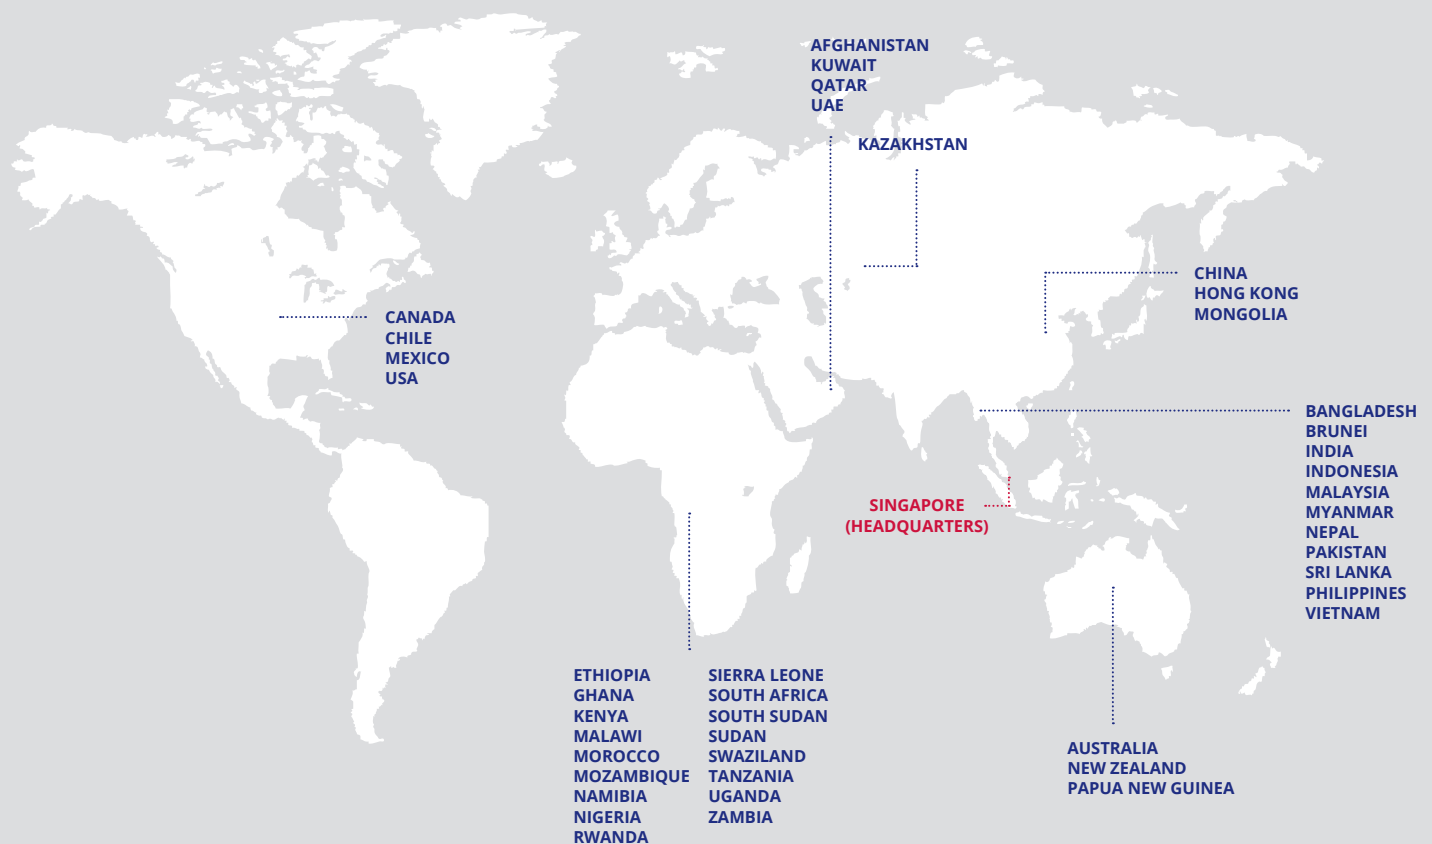 AFGHANISTAN
KUWAIT
QATAR
UAE
KAZAKHSTAN
CHINA
HONG KONG
MONGOLIA
CANADA
CHILE
MEXICO
USA
BANGLADESH
BRUNEI
INDIA
INDONESIA
MALAYSIA
MYANMAR
NEPAL
PAKISTAN
SRI LANKA
PHILIPPINES
VIETNAM
SINGAPORE
(HEADQUARTERS)
ETHIOPIA
GHANA
KENYA
MALAWI
MOROCCO
MOZAMBIQUE
NAMIBIA
NIGERIA
RWANDA
SIERRA LEONE
SOUTH AFRICA
SOUTH SUDAN
SUDAN
SWAZILAND
TANZANIA
UGANDA
ZAMBIA
AUSTRALIA
NEW ZEALAND
PAPUA NEW GUINEA